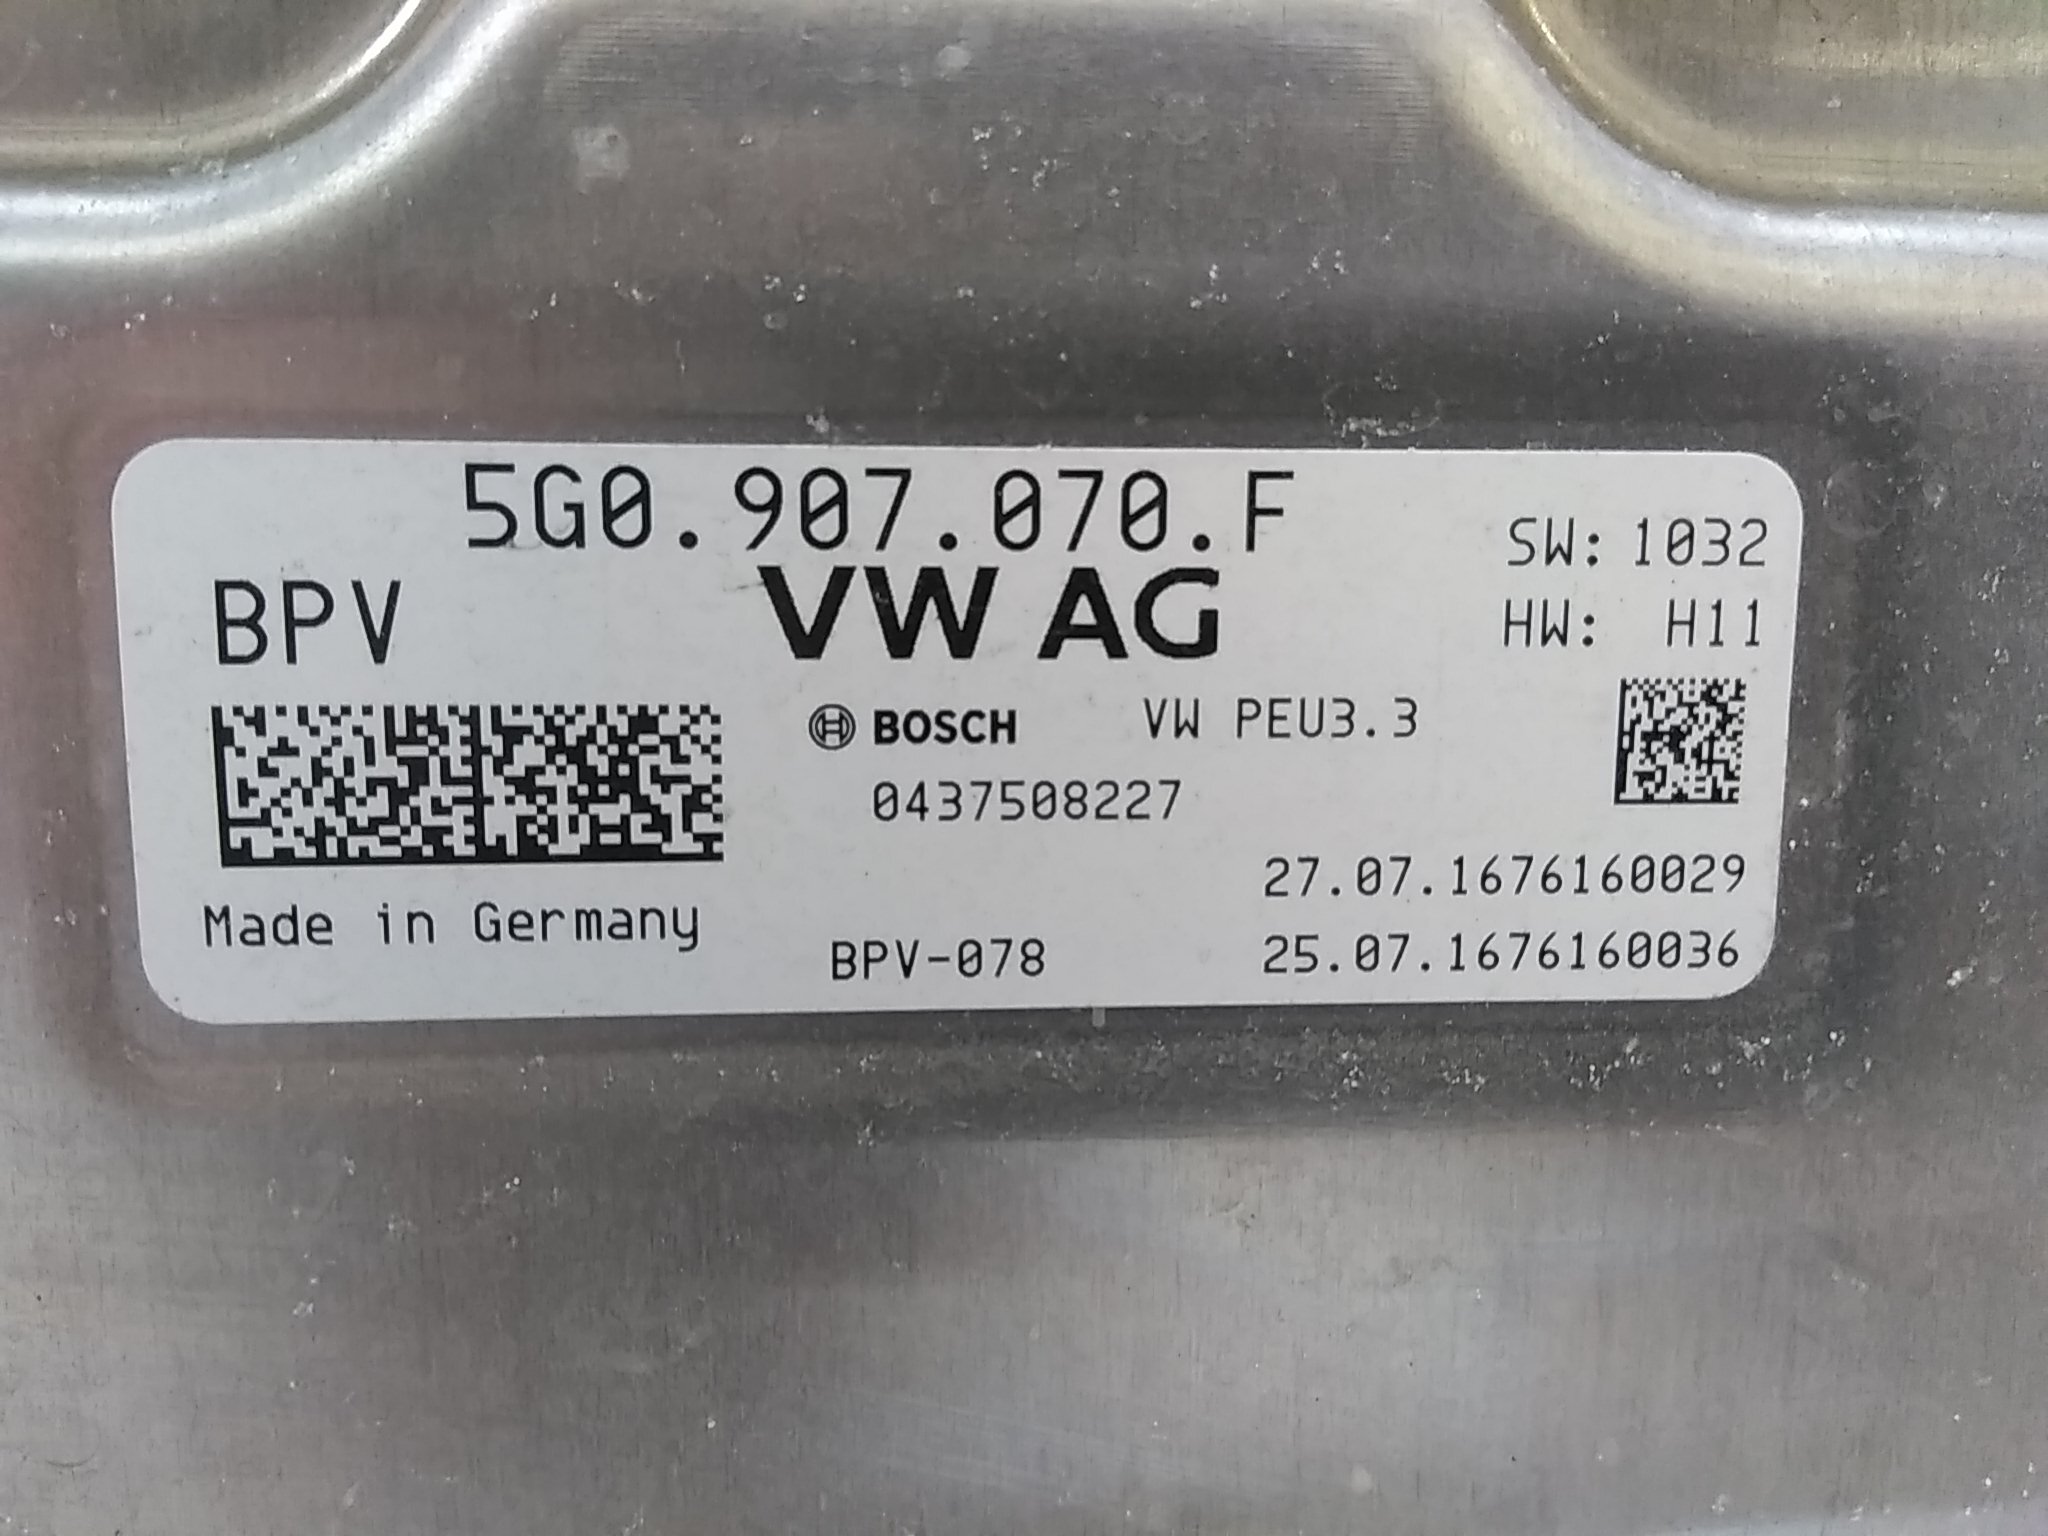 5G0.907.070.F
BPV
VW AG
SW: 1032
HW: H11
BOSCH
VW PEU3.3
0437508227
27.07.1676160029
Made in Germany
BPV-078
25.07.1676160036